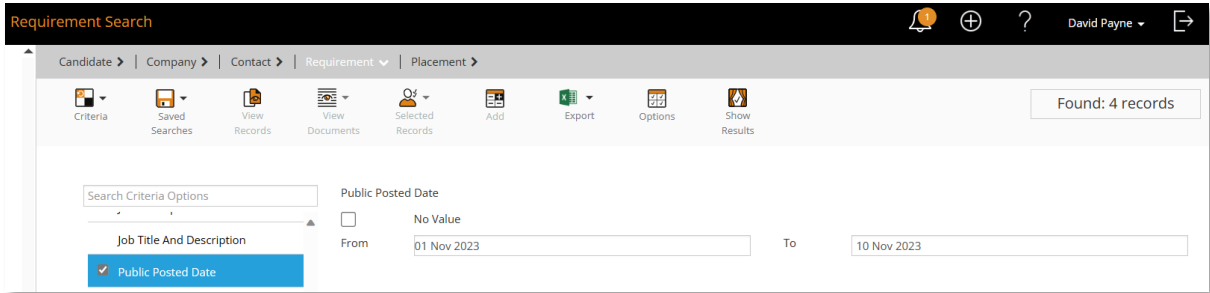 Requirement Search
1
?
David Payne
Candidate
Company
Contact
Requirement
Placement
Criteria
Saved
Searches
View
Records
View
Documents
Selected
Records
Add
Export
Options
Show
Results
Found: 4 records
Search Criteria Options
Job Title And Description
Public Posted Date
Public Posted Date
No Value
From
01 Nov 2023
To
10 Nov 2023